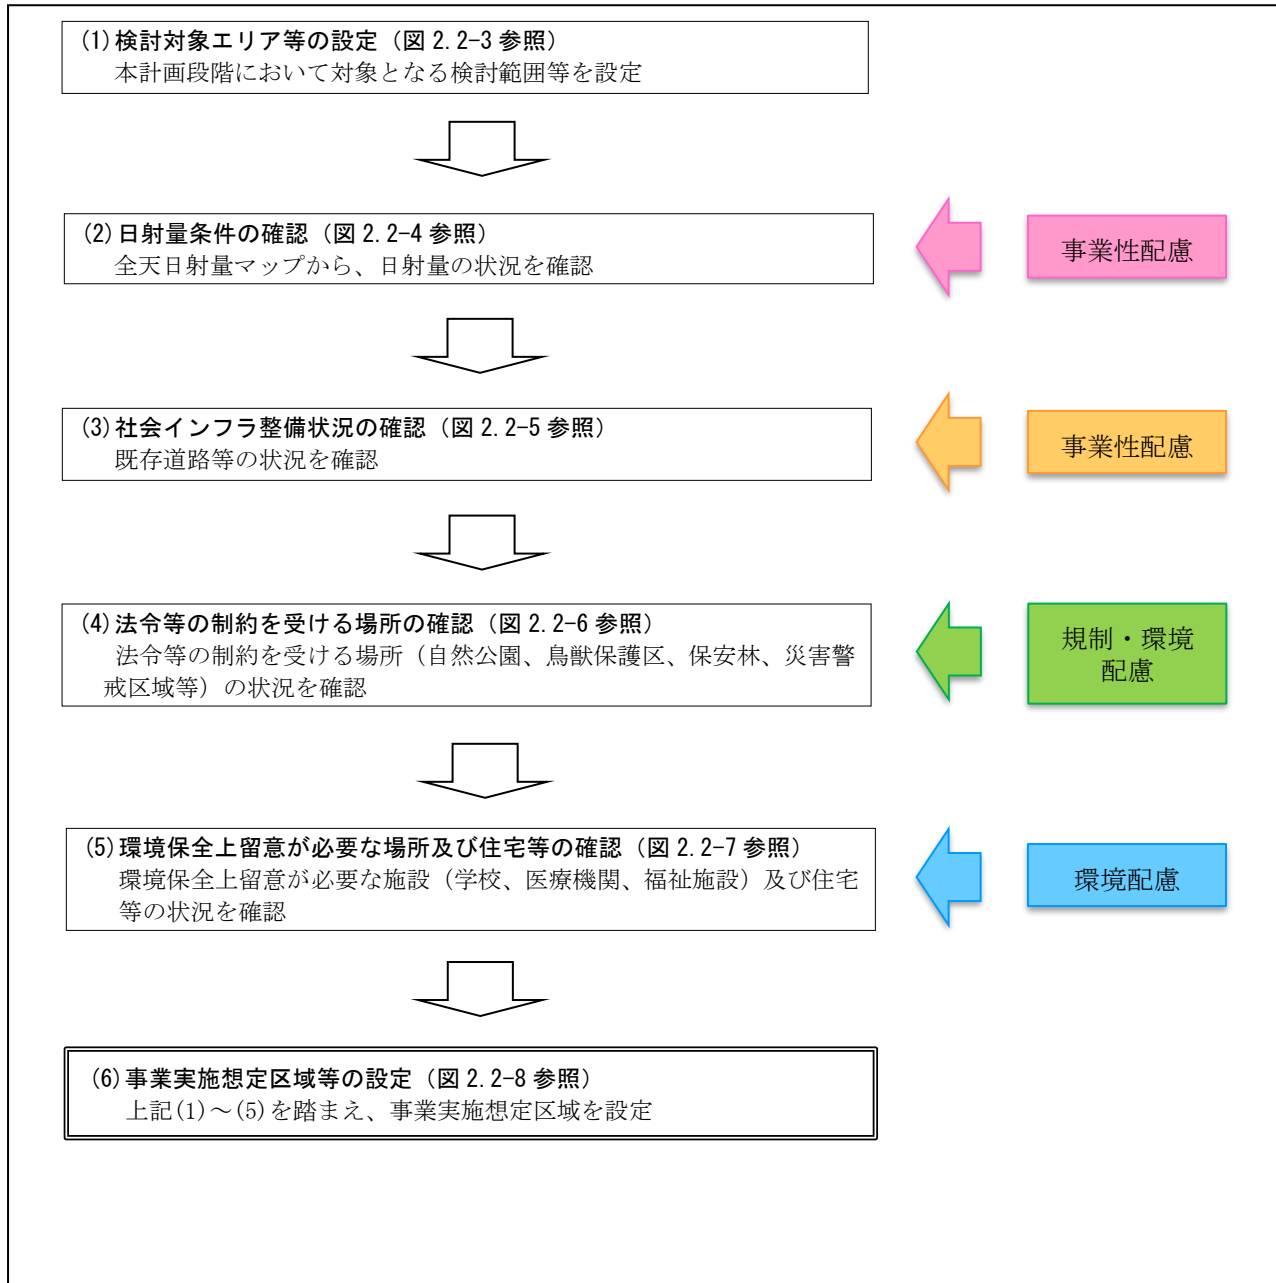 (1)検討対象エリア等の設定（図 2.2-3 参照）
本計画段階において対象となる検討範囲等を設定
(2)日射量条件の確認（図 2.2-4 参照）
全天日射量マップから、日射量の状況を確認
事業性配慮
(3)社会インフラ整備状況の確認（図 2.2-5 参照）
既存道路等の状況を確認
事業性配慮
(4)法令等の制約を受ける場所の確認（図 2.2-6 参照）
法令等の制約を受ける場所（自然公園、鳥獣保護区、保安林、災害警
戒区域等）の状況を確認
規制・環境
配慮
(5)環境保全上留意が必要な場所及び住宅等の確認（図 2.2-7 参照）
環境保全上留意が必要な施設（学校、医療機関、福祉施設）及び住宅
等の状況を確認
環境配慮
(6)事業実施想定区域等の設定（図 2.2-8 参照）
上記(1)～(5)を踏まえ、事業実施想定区域を設定